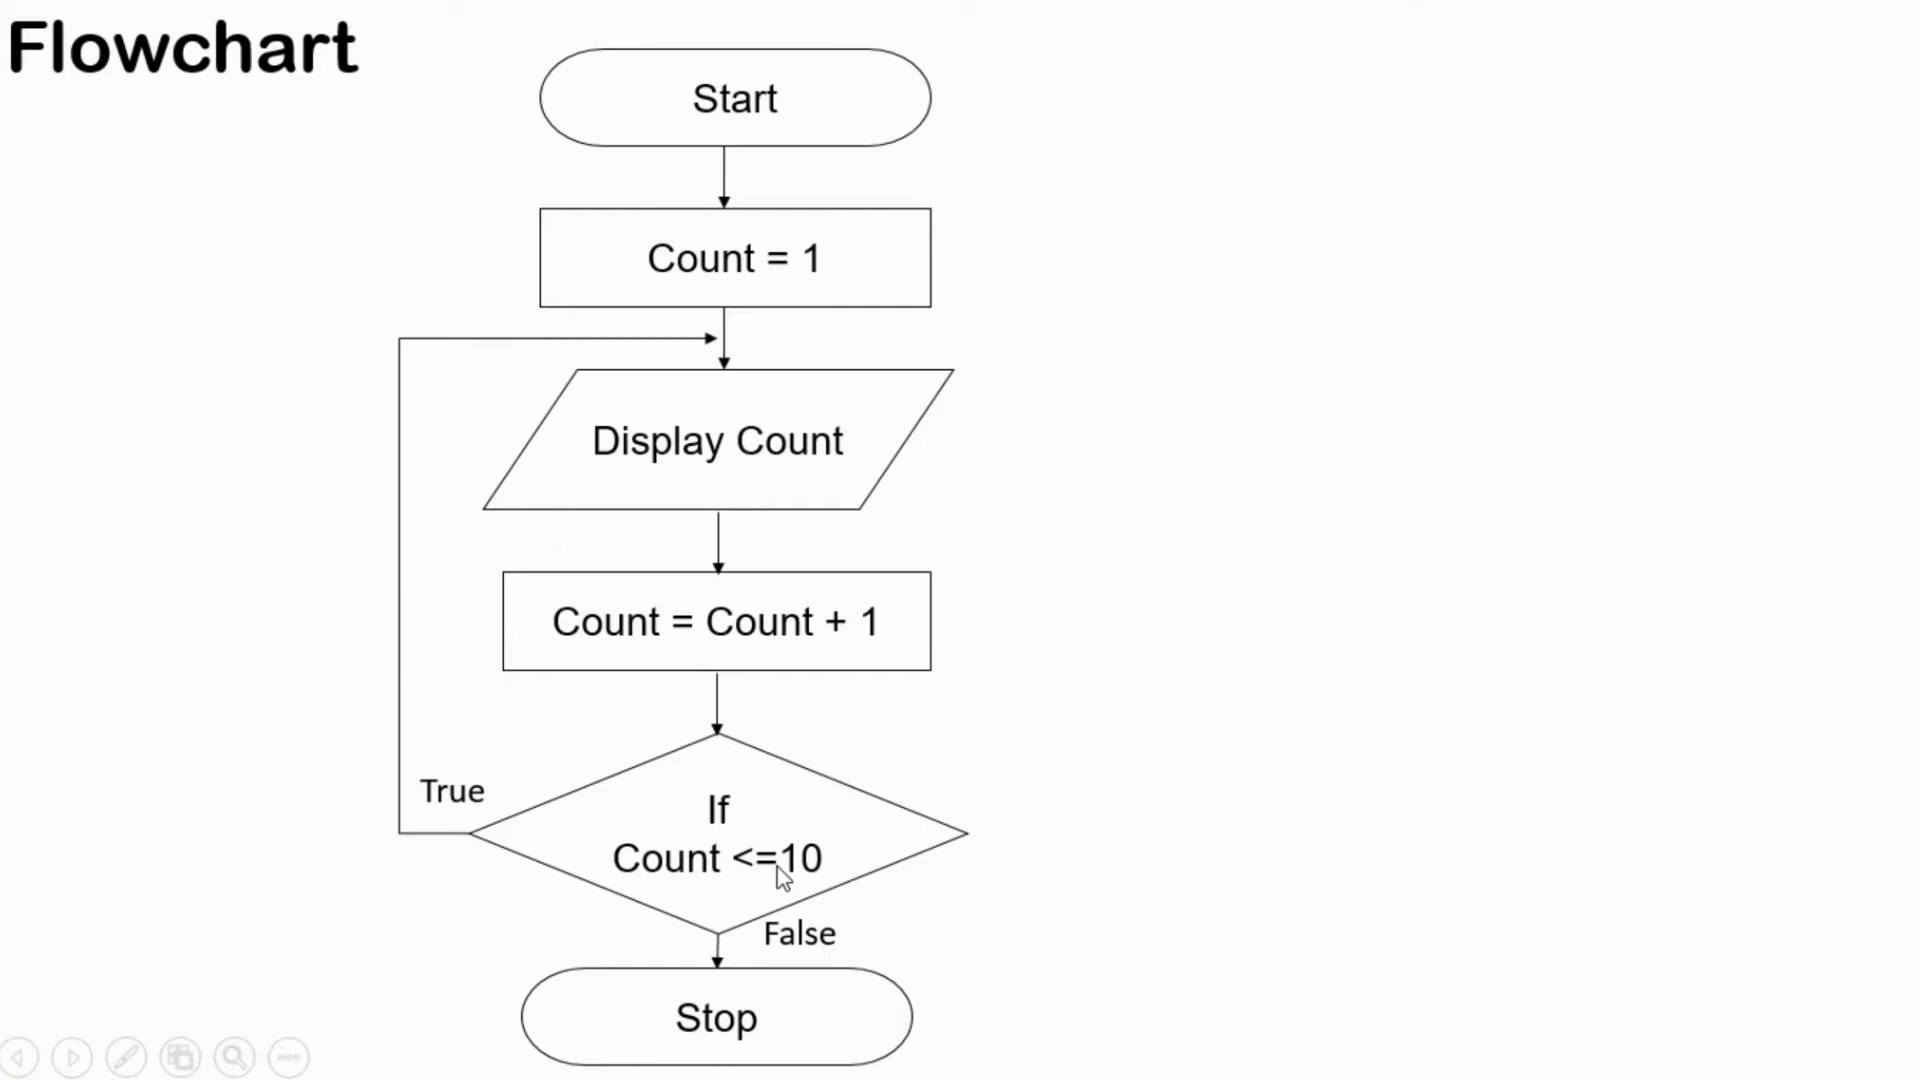 Flowchart
Start
Count = 1
Display Count
Count = Count + 1
True
If
Count <=10
False
Stop